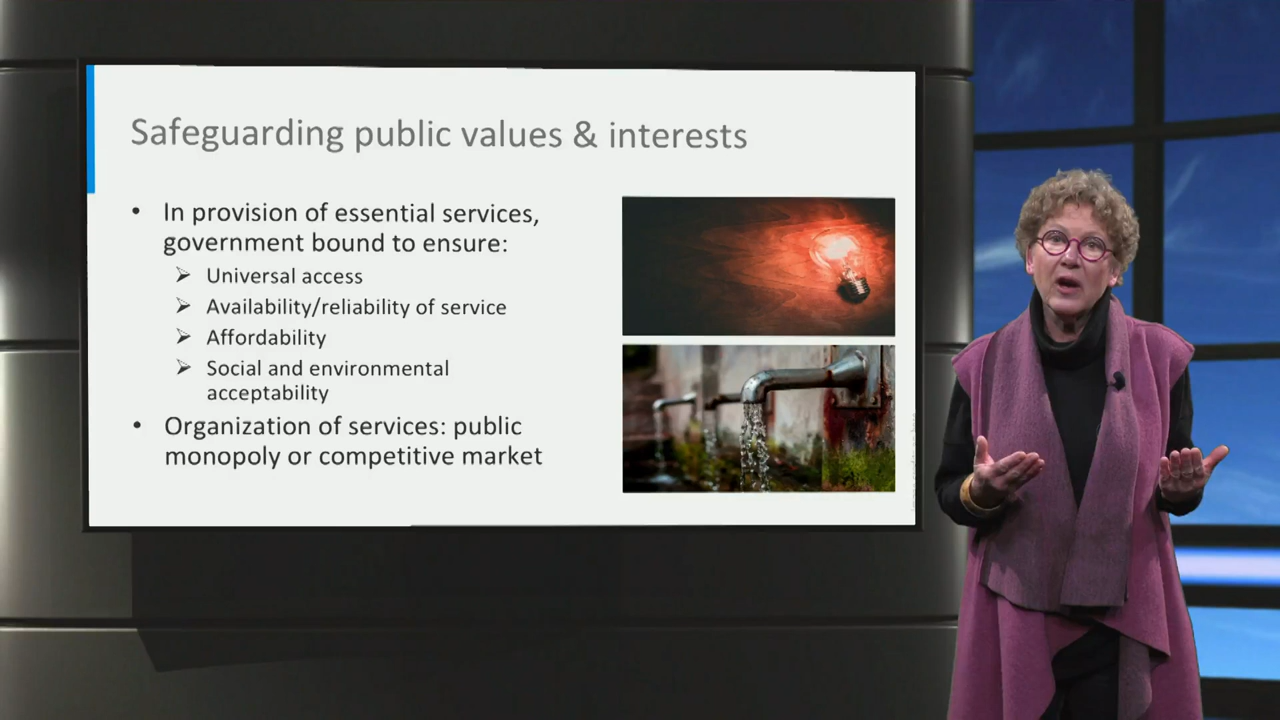 Safeguarding public values & interests
• In provision of essential services,
government bound to ensure:
➢ Universal access
➢ Availability/reliability of service
➢ Affordability
➢ Social and environmental
acceptability
• Organization of services: public
monopoly or competitive market